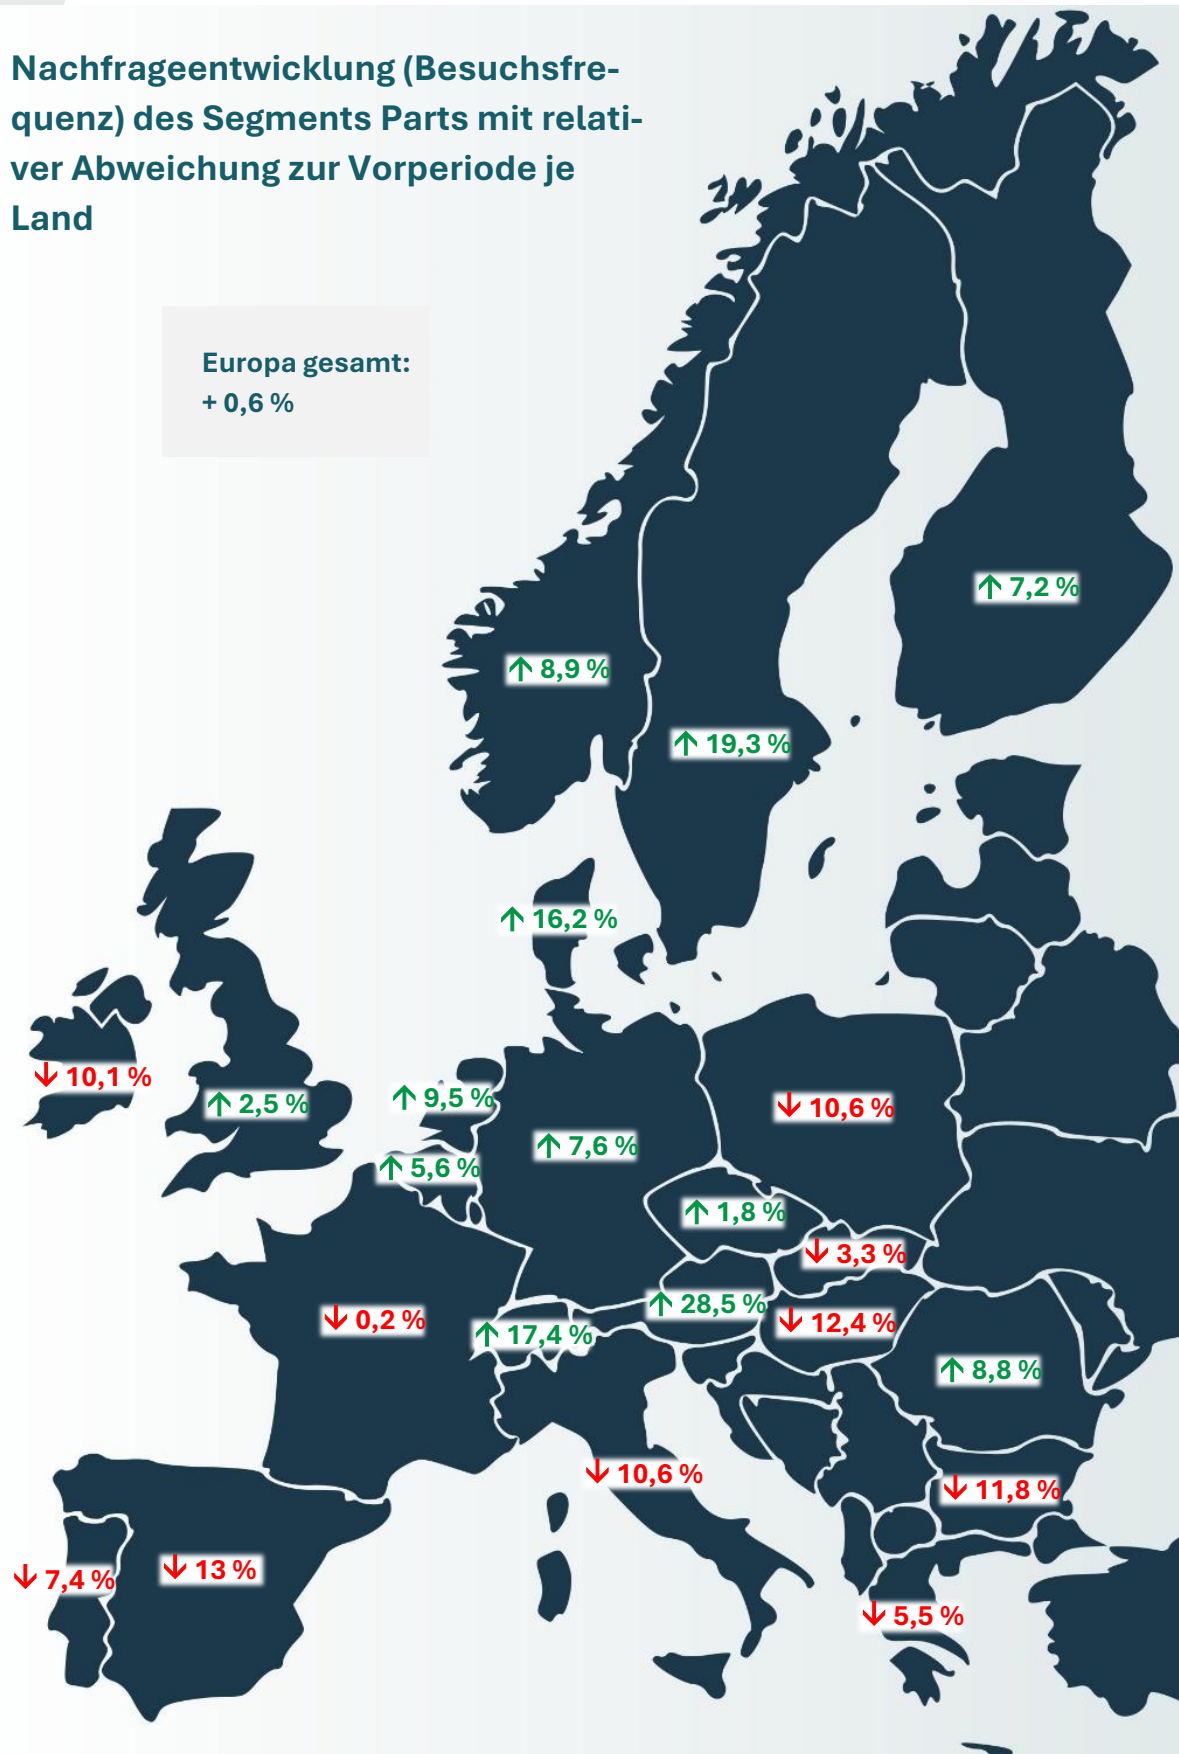 Nachfrageentwicklung (Besuchsfre-
quenz) des Segments Parts mit relati-
ver Abweichung zur Vorperiode je
Land
Europa gesamt:
+ 0,6 %
↑ 7,2 %
↑ 8,9 %
↑ 19,3 %
↑ 16,2 %
↓ 10,1 %
↑ 2,5 %
↑ 9,5 %
↓ 10,6 %
↑ 7,6 %
↑ 5,6 %
↑ 1,8 %
↓ 3,3 %
↑ 28,5 %
↓ 0,2 %
↓ 12,4 %
↑ 17,4 %
↑ 8,8 %
↓ 10,6 %
↓ 11,8 %
↓ 13 %
↓ 7,4 %
↓ 5,5 %